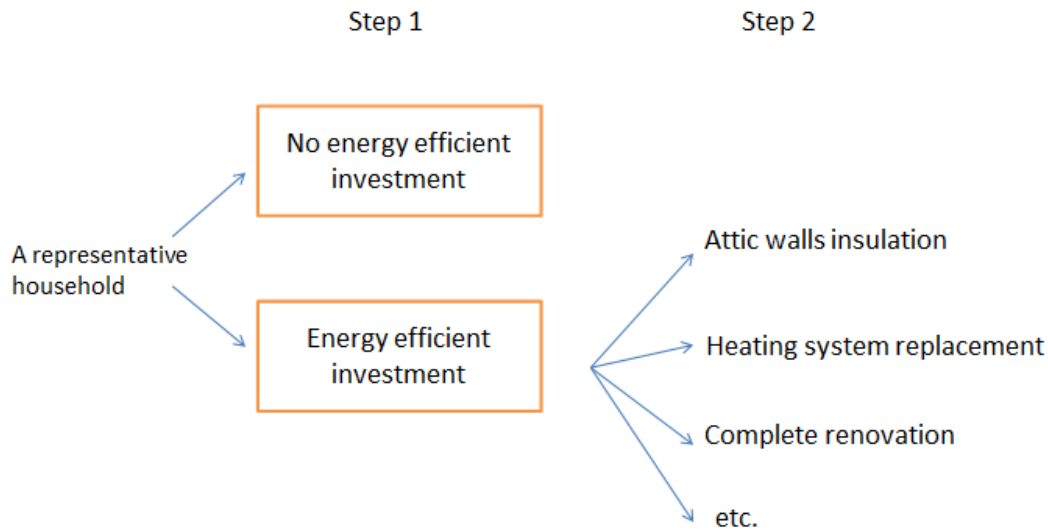 Step 1
Step 2
No energy efficient
investment
A representative
household
Energy efficient
investment
Attic walls insulation
Heating system replacement
Complete renovation
etc.